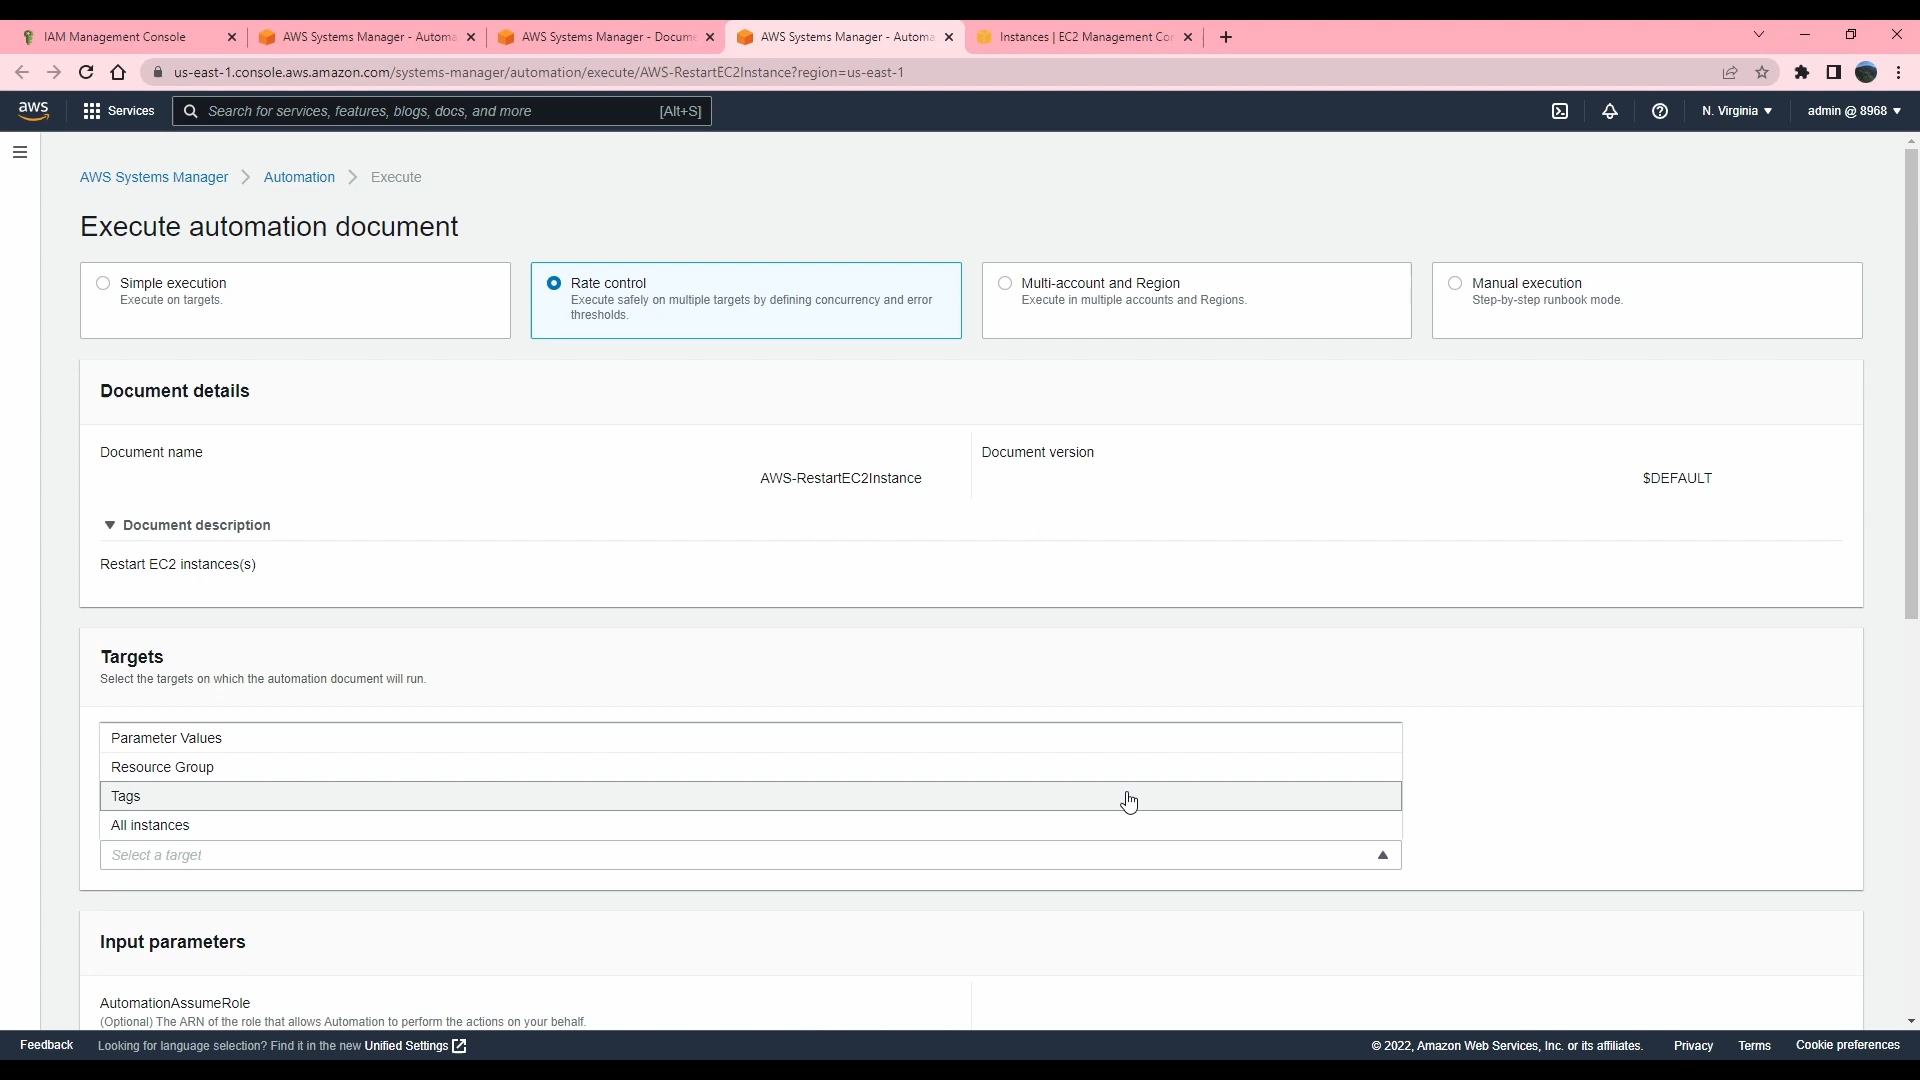 IAM Management Console
AWS Systems Manager - Automa
AWS Systems Manager - Docume
AWS Systems Manager - Automa
Instances | EC2 Management Cor
us-east-1.console.aws.amazon.com/systems-manager/automation/execute/AWS-RestartEC2Instance?region=us-east-1
aws
Services
Search for services, features, blogs, docs, and more
[Alt+S]
N. Virginia
admin @ 8968
AWS Systems Manager
Automation
Execute
Execute automation document
Simple execution
Execute on targets.
Rate control
Execute safely on multiple targets by defining concurrency and error
thresholds.
Multi-account and Region
Execute in multiple accounts and Regions.
Manual execution
Step-by-step runbook mode.
Document details
Document name
AWS-RestartEC2Instance
Document version
$DEFAULT
Document description
Restart EC2 instances(s)
Targets
Select the targets on which the automation document will run.
Parameter Values
Resource Group
Tags
All instances
Select a target
Input parameters
AutomationAssumeRole
(Optional) The ARN of the role that allows Automation to perform the actions on your behalf.
Feedback
Looking for language selection? Find it in the new Unified Settings
© 2022, Amazon Web Services, Inc. or its affiliates.
Privacy
Terms
Cookie preferences